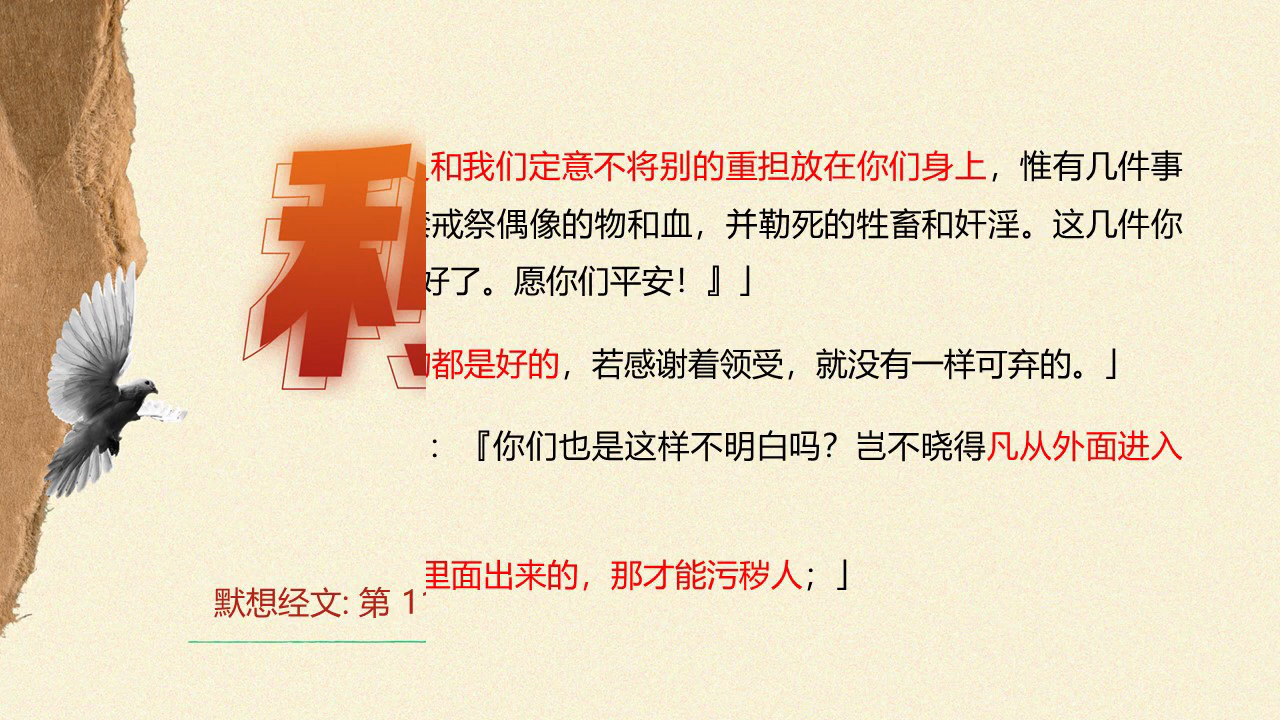 和我们定意不将别的重担放在你们身上，惟有几件事
戒祭偶像的物和血，并勒死的牲畜和奸淫。这几件你
好了。愿你们平安！』」
都是好的，若感谢着领受，就没有一样可弃的。」
：『你们也是这样不明白吗？岂不晓得凡从外面进入
里面出来的，那才能污秽人；」
默想经文: 第 11